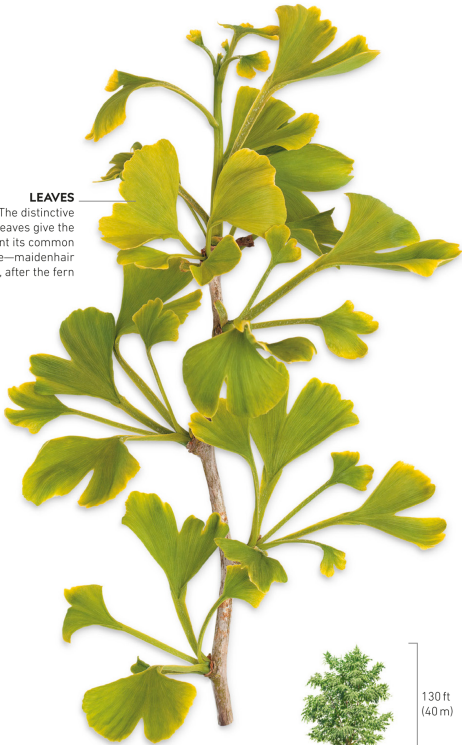 LEAVES
The distinctive
eaves give the
nt its common
e—maidenhair
, after the fern
130 ft
(40 m)